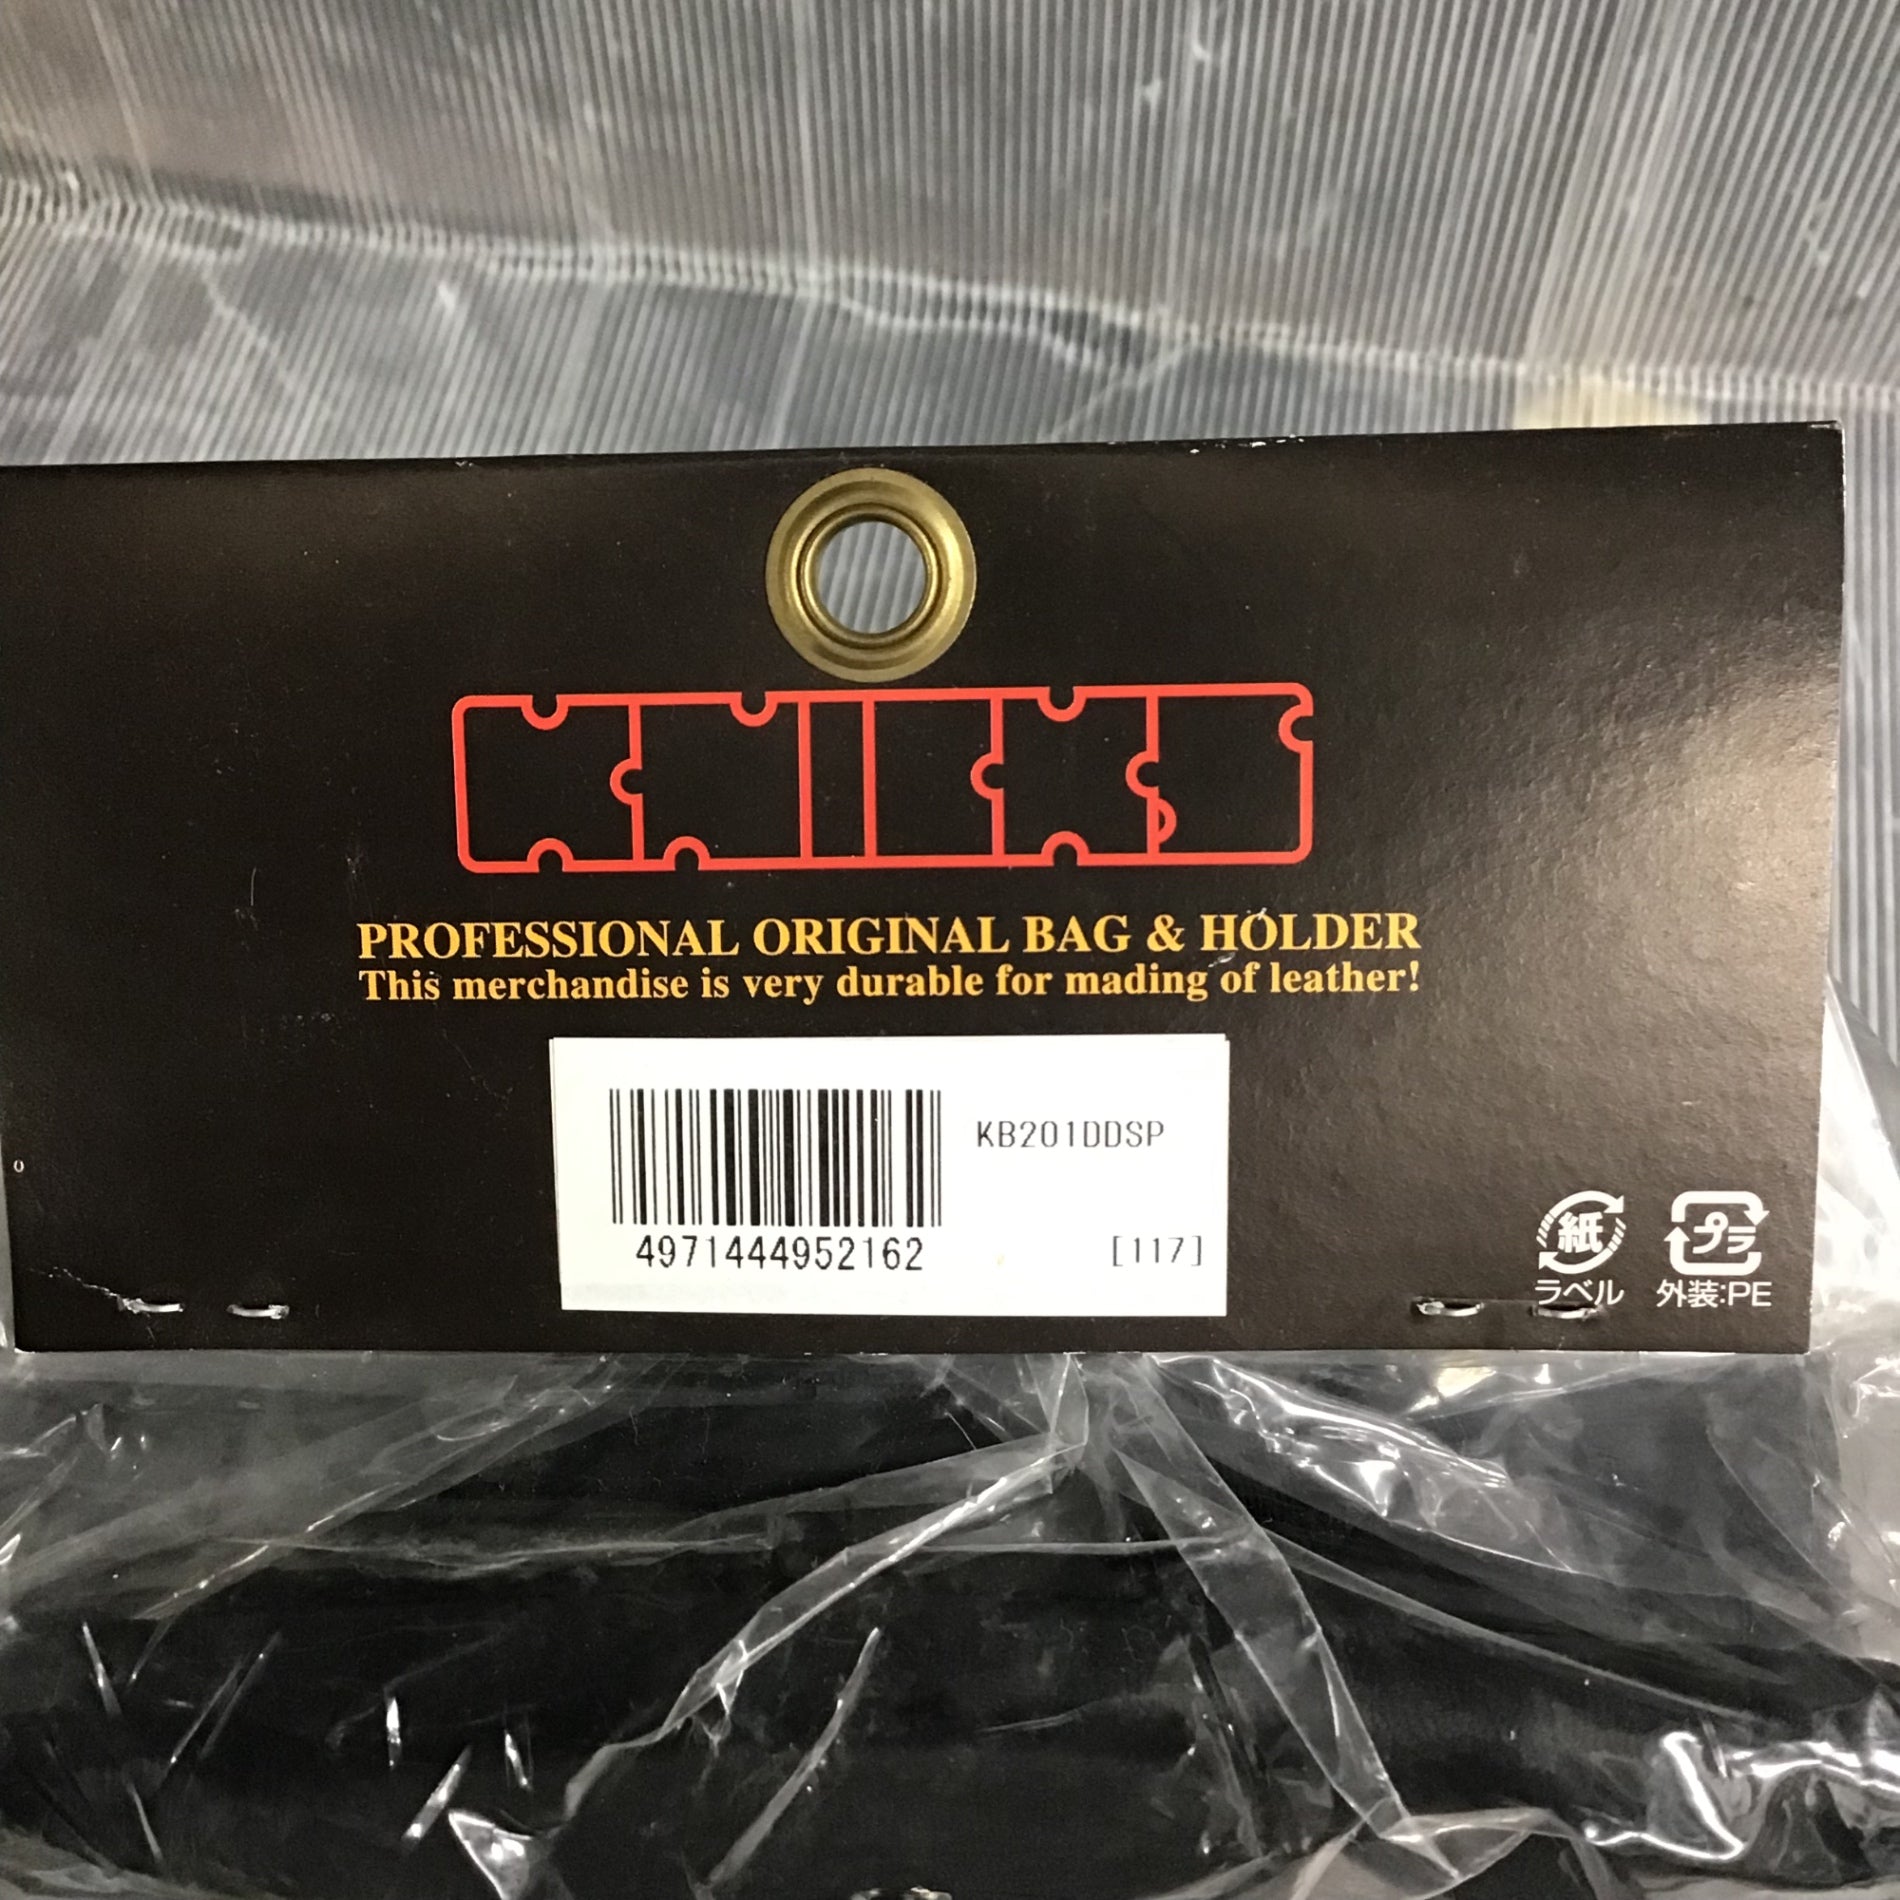 KNICKS
PROFESSIONAL ORIGINAL BAG & HOLDER
This merchandise is very durable for mading of leather!
KB201DDSP
4971444952162
[117]
紙
ラベル
プラ
外装:PE